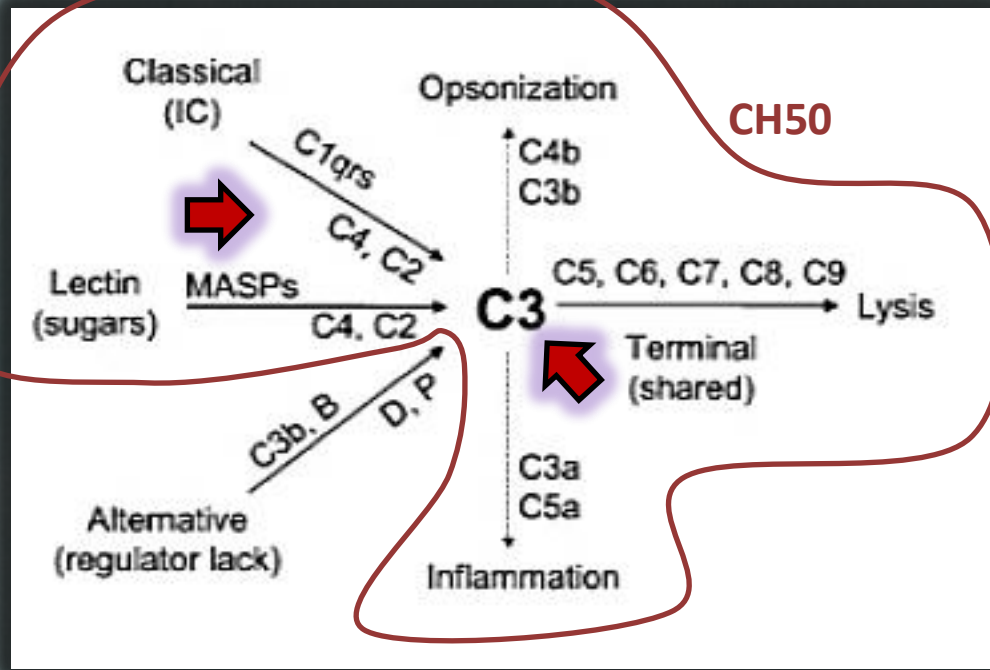 Classical
(IC)
C1qrs
C4, C2
Opsonization
C4b
C3b
CH50
Lectin
(sugars)
MASPs
C4, C2
C3
C5, C6, C7, C8, C9
Lysis
Terminal
(shared)
C3b, B
D, P
Alternative
(regulator lack)
C3a
C5a
Inflammation